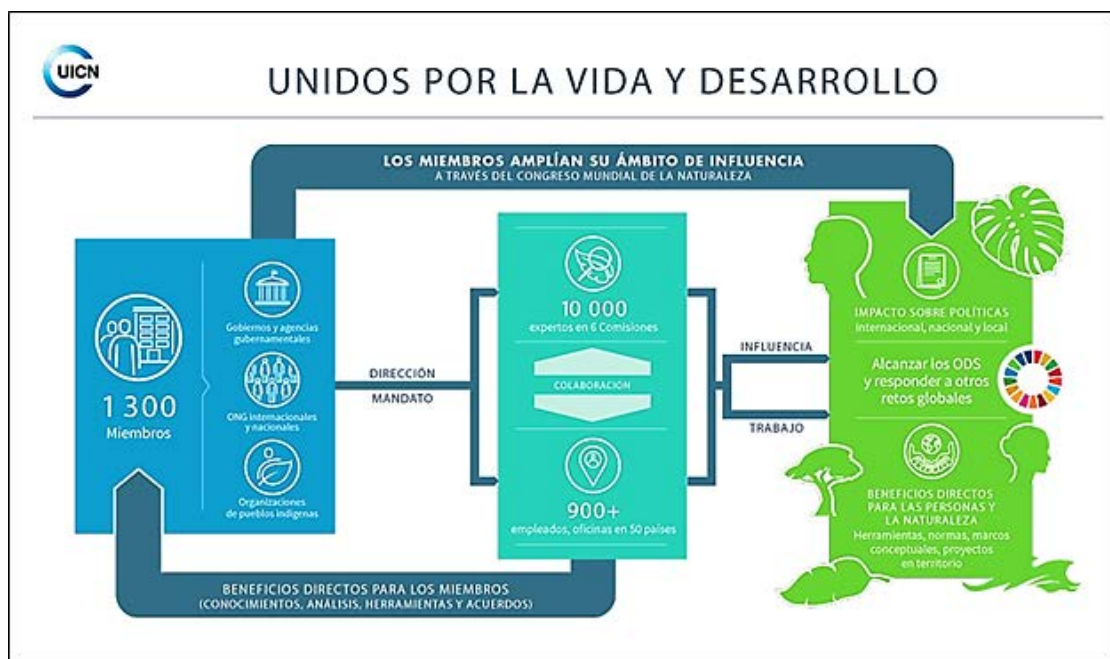 UICN
UNIDOS POR LA VIDA Y DESARROLLO
LOS MIEMBROS AMPLÍAN SU ÁMBITO DE INFLUENCIA
A TRAVÉS DEL CONGRESO MUNDIAL DE LA NATURALEZA
1 300
Miembros
Gobiernos y agencias
gubernamentales
ONG internacionales
y nacionales
Organizaciones
de pueblos indígenas
DIRECCIÓN
MANDATO
10 000
expertos en 6 Comisiones
COLABORACIÓN
900+
empleados, oficinas en 50 países
INFLUENCIA
TRABAJO
IMPACTO SOBRE POLÍTICAS
internacional, nacional y local
Alcanzar los ODS
y responder a otros
retos globales
BENEFICIOS DIRECTOS
PARA LAS PERSONAS Y
LA NATURALEZA
Herramientas, normas, marcos
conceptuales, proyectos
en territorio
BENEFICIOS DIRECTOS PARA LOS MIEMBROS
(CONOCIMIENTOS, ANÁLISIS, HERRAMIENTAS Y ACUERDOS)